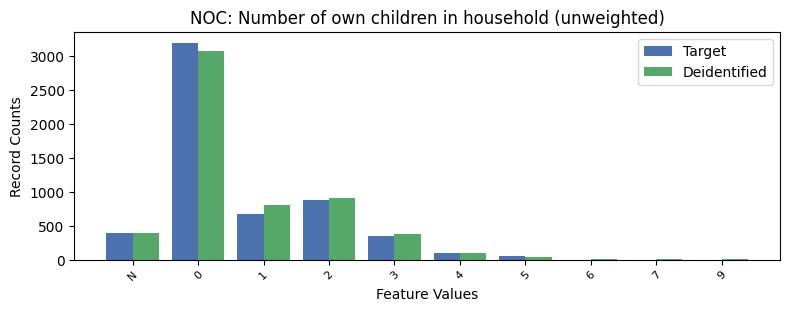 NOC: Number of own children in household (unweighted)
Target
Deidentified
Record Counts
3000
2500
2000
1500
1000
500
0
N 0 1 2 3 4 5 6 7 9
Feature Values